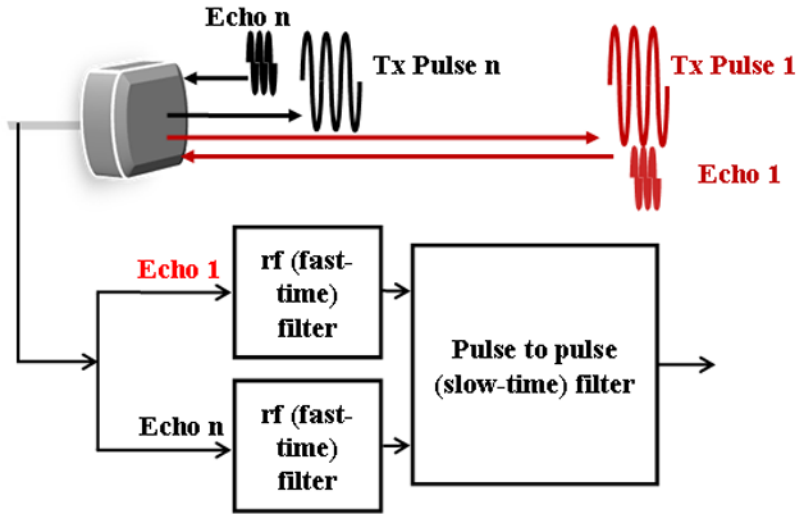 Echo n
Tx Pulse n
Tx Pulse 1
Echo 1
Echo 1
rf (fast-
time)
filter
Pulse to pulse
(slow-time) filter
Echo n
rf (fast-
time)
filter